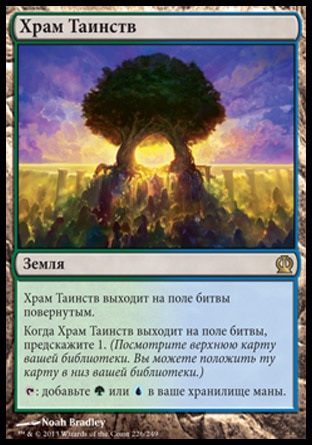 Храм Таинств
Земля
Храм Таинств выходит на поле битвы
повернутым.
Когда Храм Таинств выходит на поле битвы,
предскажите 1. (Посмотрите верхнюю карту
вашей библиотеки. Вы можете положить эту
карту в низ вашей библиотеки.)
: добавьте или в ваше хранилище маны.
Noah Bradley
™ & © 2013 Wizards of the Coast 226/249